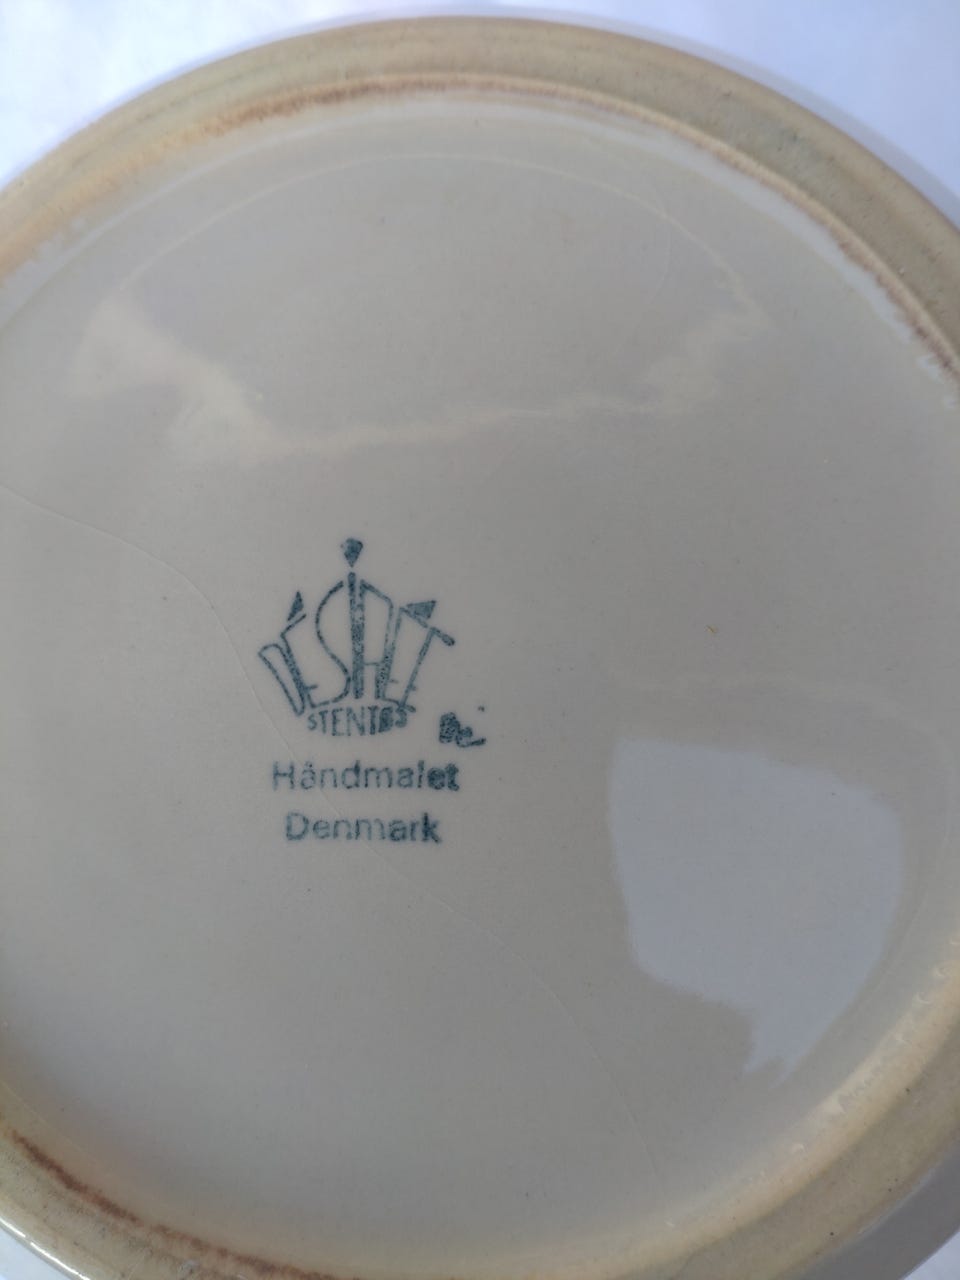 DÉSIRÉE
STENTØJ
Håndmalet
Denmark